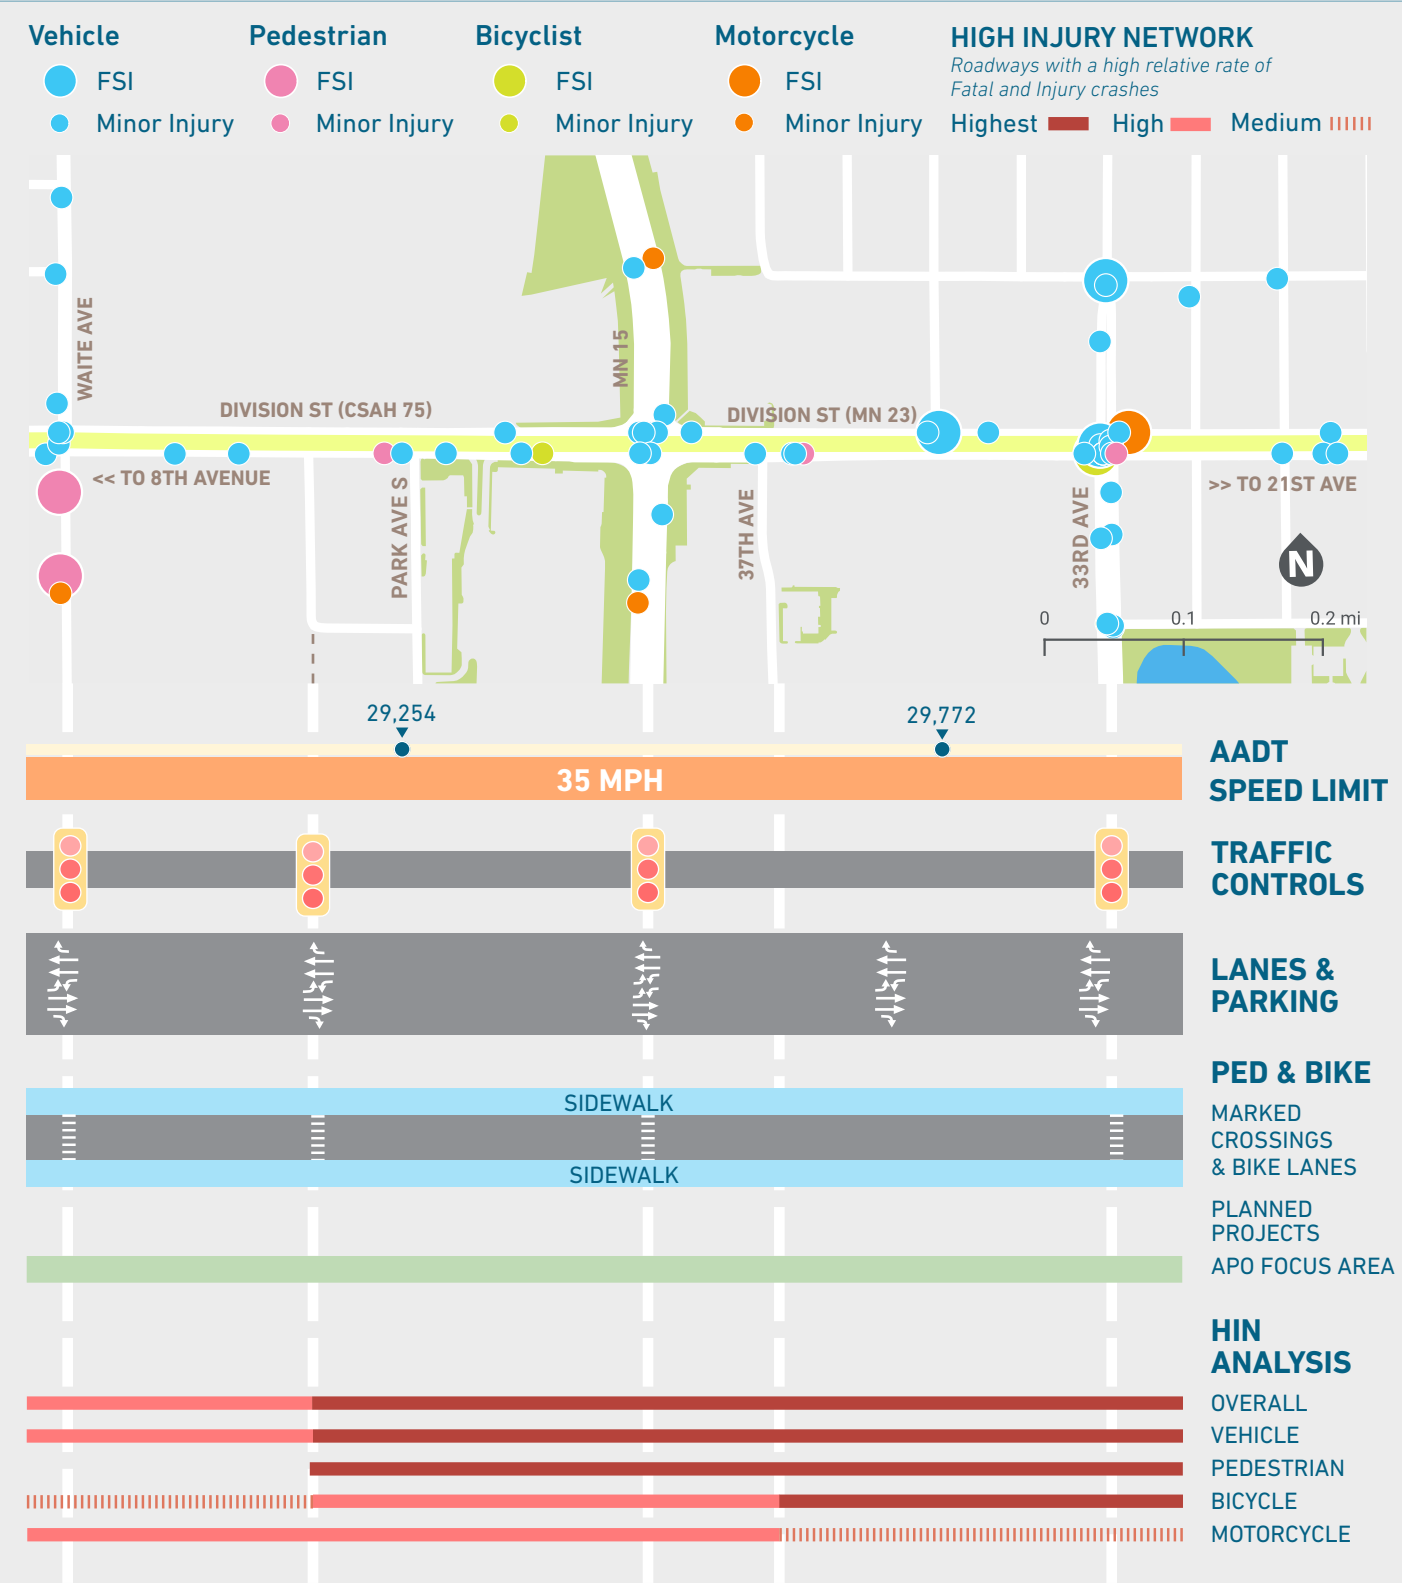 Vehicle
Pedestrian
Bicyclist
Motorcycle
HIGH INJURY NETWORK
Roadways with a high relative rate of
Fatal and Injury crashes
FSI
FSI
FSI
FSI
Minor Injury
Minor Injury
Minor Injury
Minor Injury
Highest
High
Medium
WAITE AVE
MN 15
DIVISION ST (CSAH 75)
DIVISION ST (MN 23)
<< TO 8TH AVENUE
>> TO 21ST AVE
PARK AVE S
37TH AVE
33RD AVE
N
0
0.1
0.2 mi
29,254
29,772
AADT
35 MPH
SPEED LIMIT
TRAFFIC
CONTROLS
LANES &
PARKING
PED & BIKE
SIDEWALK
MARKED
CROSSINGS
& BIKE LANES
SIDEWALK
PLANNED
PROJECTS
APO FOCUS AREA
HIN
ANALYSIS
OVERALL
VEHICLE
PEDESTRIAN
BICYCLE
MOTORCYCLE